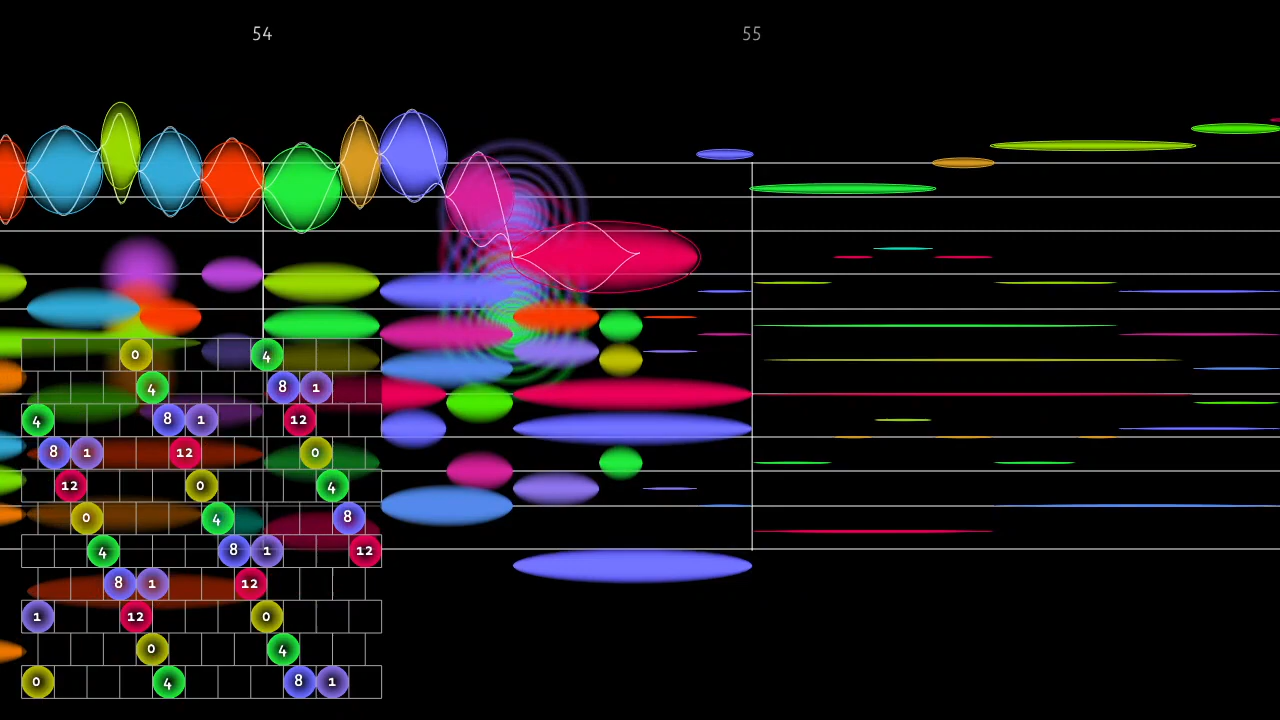 54 55
0 4
4 8 1
4 8 1 12
8 1 12 0
12 0 4
0 4 8
4 8 1 12
8 1 12
1 12 0
0 4
0 4 8 1